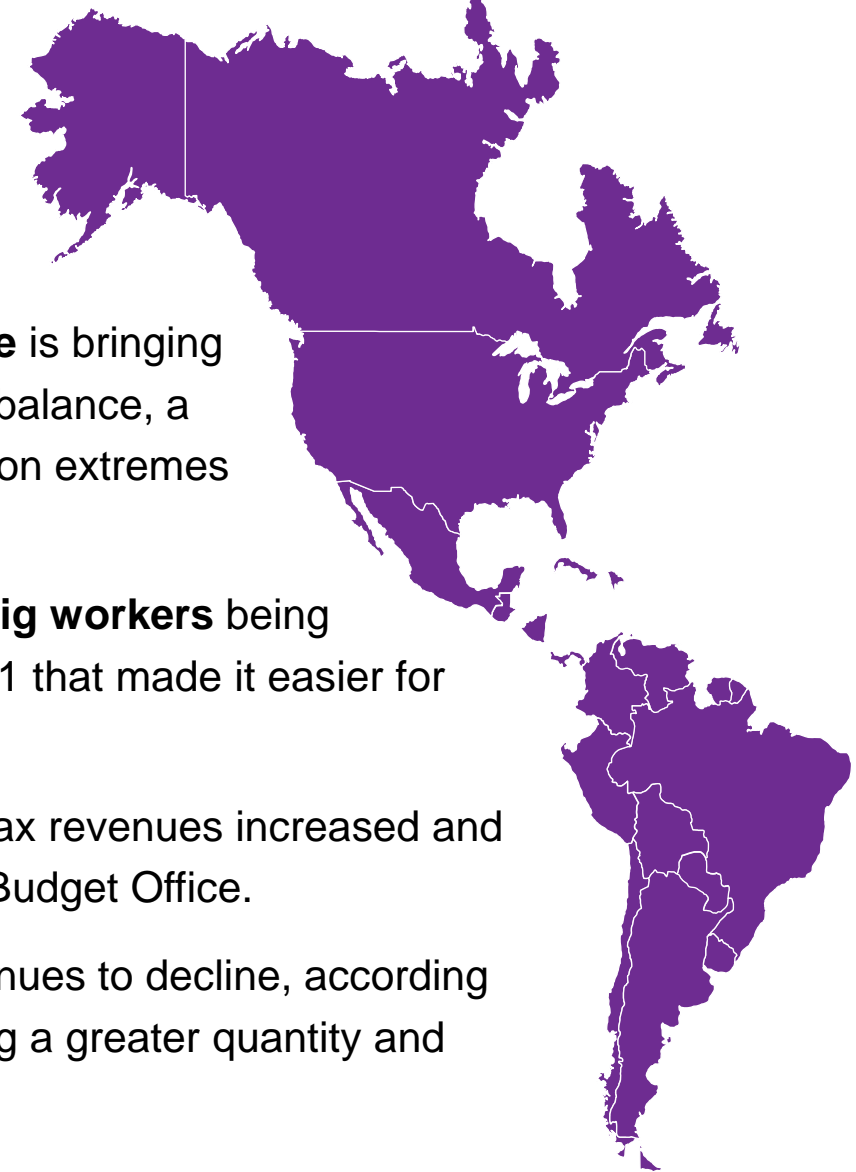 e is bringing
balance, a
on extremes
ig workers being
1 that made it easier for
ax revenues increased and
Budget Office.
nues to decline, according
g a greater quantity and